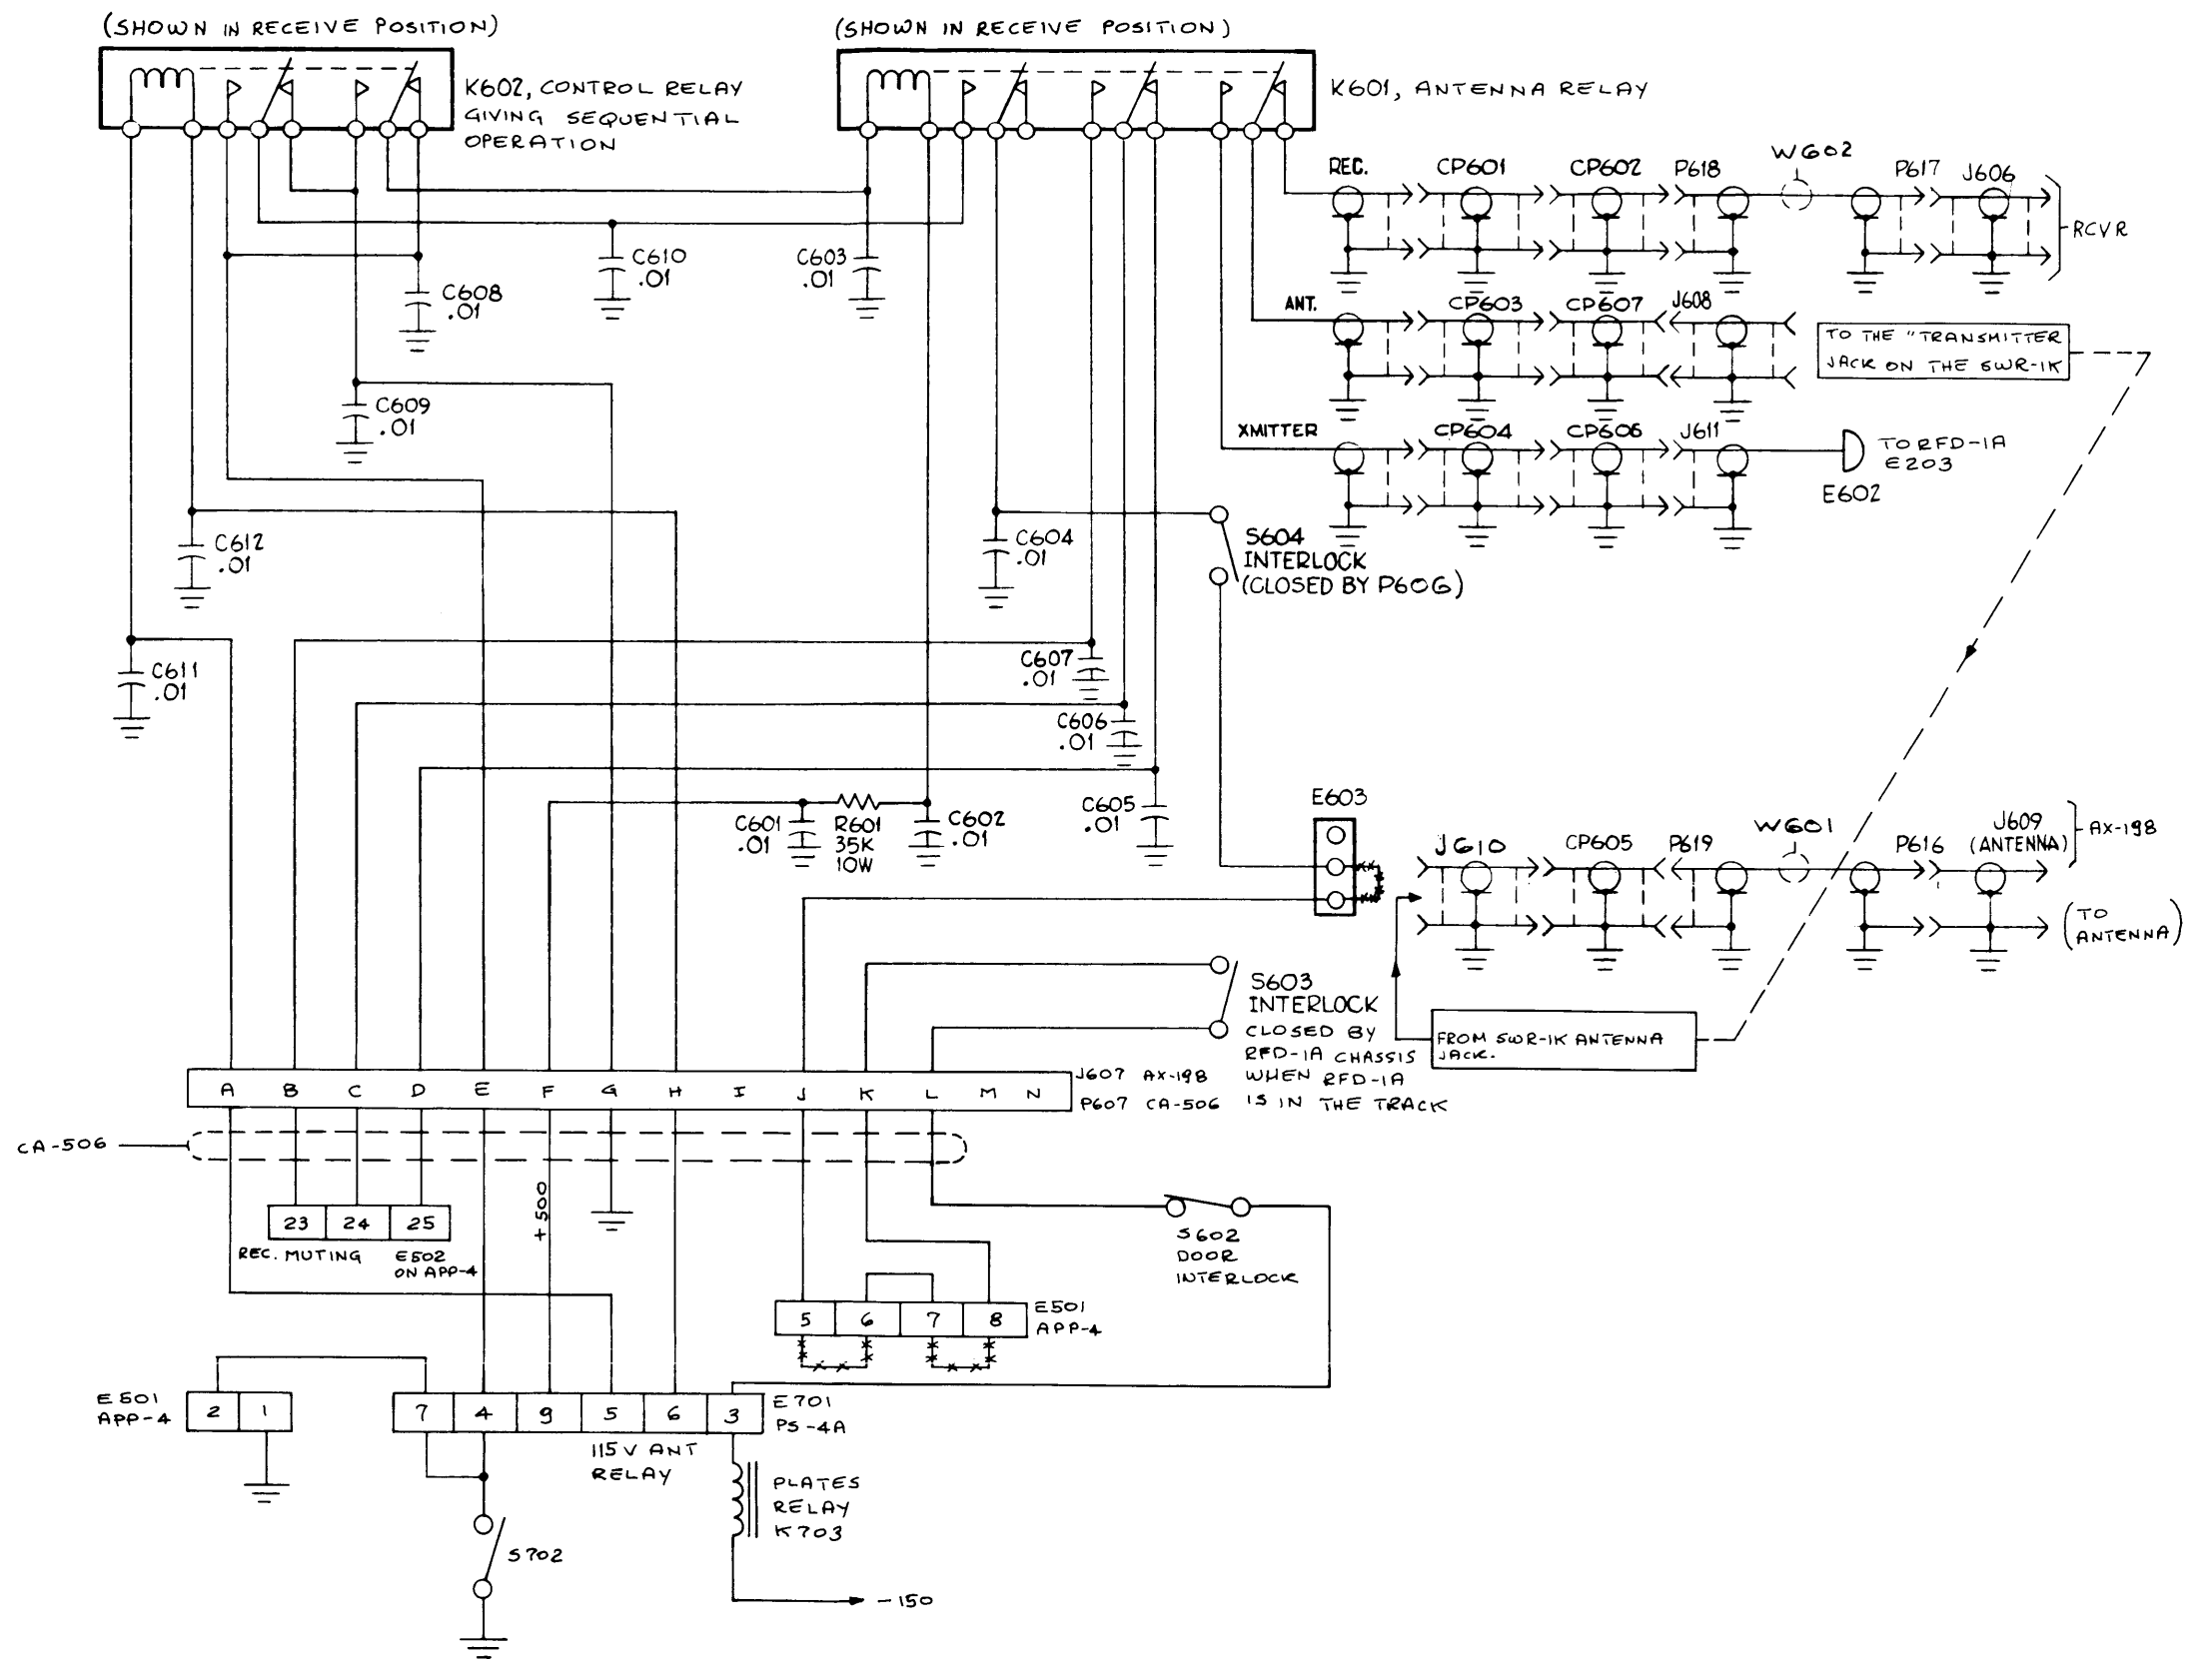 (SHOWN IN RECEIVE POSITION)
(SHOWN IN RECEIVE POSITION)
K602, CONTROL RELAY
GIVING SEQUENTIAL
OPERATION
K601, ANTENNA RELAY
REC.
CP601
CP602
P618
W602
P617
J606
RCVR
C610
.01
C603
.01
C608
.01
ANT.
CP603
CP607
J608
TO THE "TRANSMITTER
JACK ON THE SWR-1K
C609
.01
XMITTER
CP604
CP606
J611
TO RFD-1A
E203
E602
C612
.01
C604
.01
S604
INTERLOCK
(CLOSED BY P606)
C611
.01
C607
.01
C606
.01
C601
.01
R601
35K
10W
C602
.01
C605
.01
E603
J610
CP605
P619
W601
P616
J609
(ANTENNA)
AX-198
(TO
ANTENNA)
S603
INTERLOCK
CLOSED BY
RFD-1A CHASSIS
WHEN RFD-1A
IS IN THE TRACK
FROM SWR-1K ANTENNA
JACK.
A B C D E F G H I J K L M N
J607 AX-198
P607 CA-506
CA-506
+500
23 24 25
REC. MUTING
E502
ON APP-4
S602
DOOR
INTERLOCK
5 6 7 8
E501
APP-4
E501
APP-4
2 1
7 4 9 5 6 3
E701
PS-4A
115V ANT
RELAY
PLATES
RELAY
K703
S702
-150